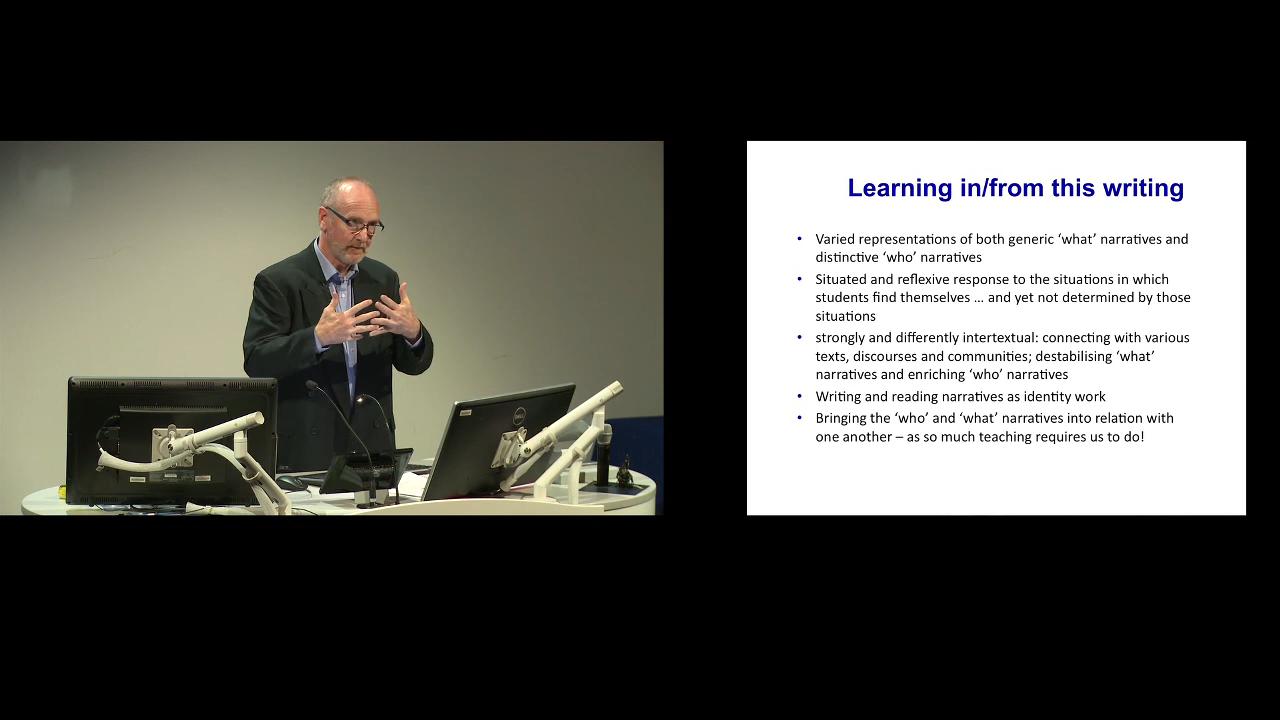 Learning in/from this writing
• Varied representations of both generic ‘what’ narratives and
distinctive ‘who’ narratives
• Situated and reflexive response to the situations in which
students find themselves … and yet not determined by those
situations
• strongly and differently intertextual: connecting with various
texts, discourses and communities; destabilising ‘what’
narratives and enriching ‘who’ narratives
• Writing and reading narratives as identity work
• Bringing the ‘who’ and ‘what’ narratives into relation with
one another – as so much teaching requires us to do!
DELL